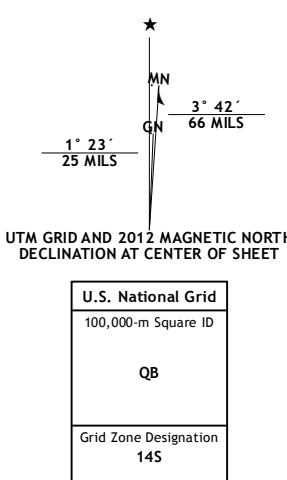 ★
MN
3° 42´
66 MILS
GN
1° 23´
25 MILS
UTM GRID AND 2012 MAGNETIC NORTH
DECLINATION AT CENTER OF SHEET
U.S. National Grid
100,000-m Square ID
QB
Grid Zone Designation
14S